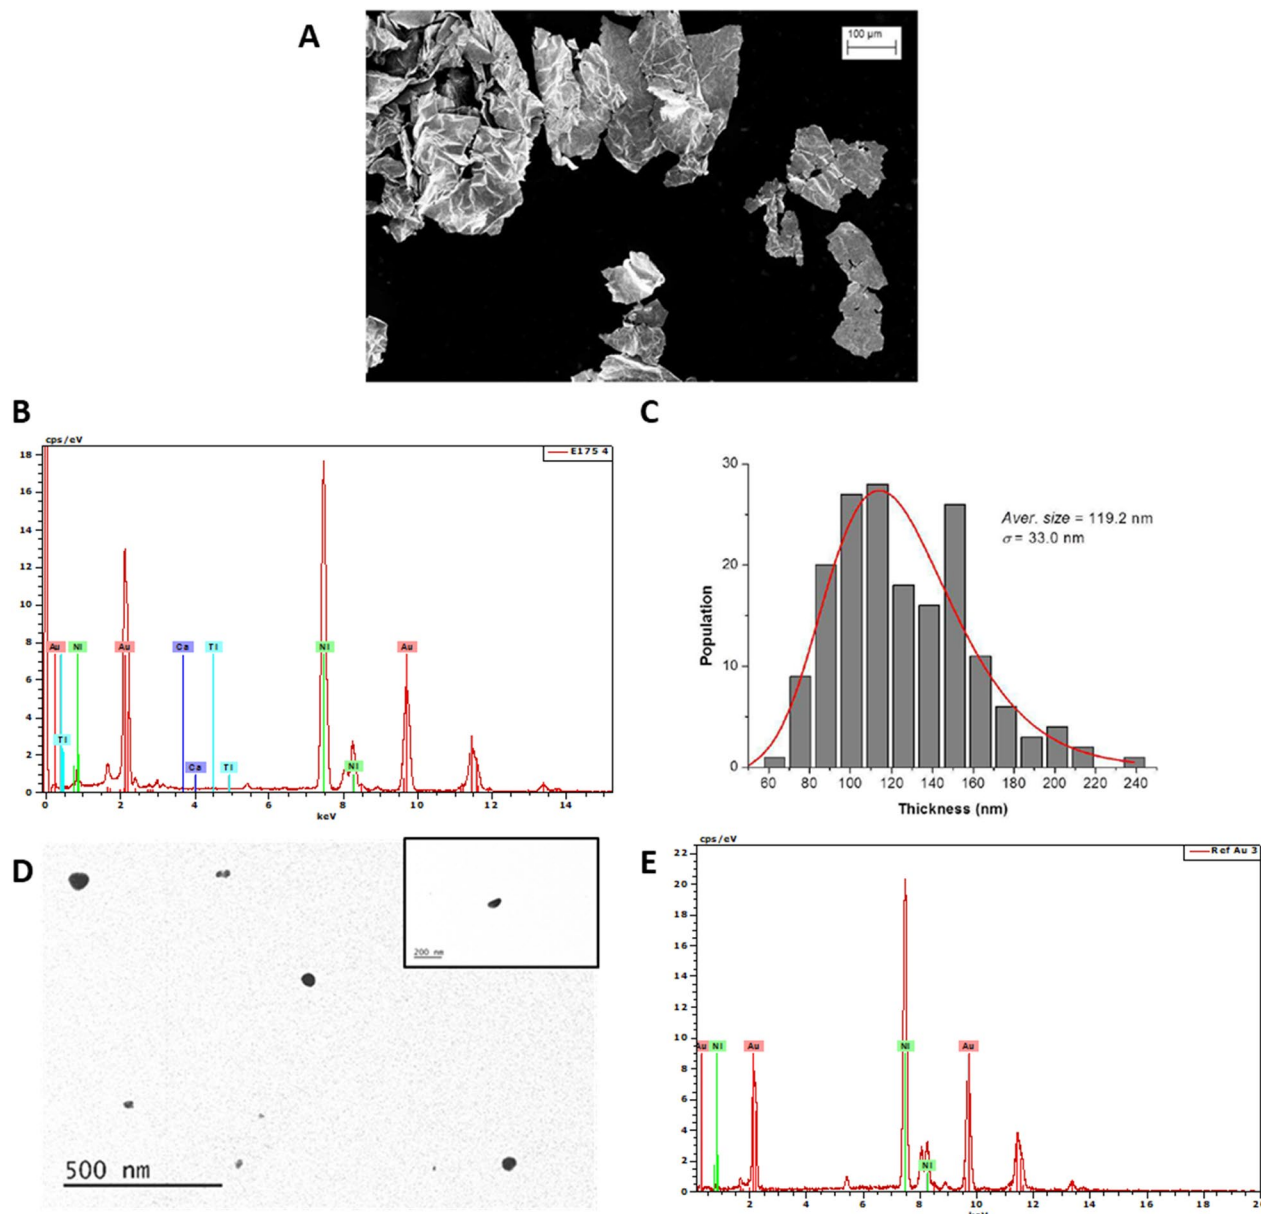 A
100 µm
B
cps/eV
E175 4
18
16
14
12
10
8
6
4
2
0
Au Ni Au Ca Ti Ni Au
Ti Ca Ti Ni
0 2 4 6 8 10 12 14
keV
C
30
20
10
0
Population
Aver. size = 119.2 nm
σ = 33.0 nm
60 80 100 120 140 160 180 200 220 240
Thickness (nm)
D
200 nm
500 nm
E
cps/eV
Ref Au 3
22
20
18
16
14
12
10
8
6
4
2
0
Au Ni Au Ni Au
Ni
2 4 6 8 10 12 14 16 18
keV